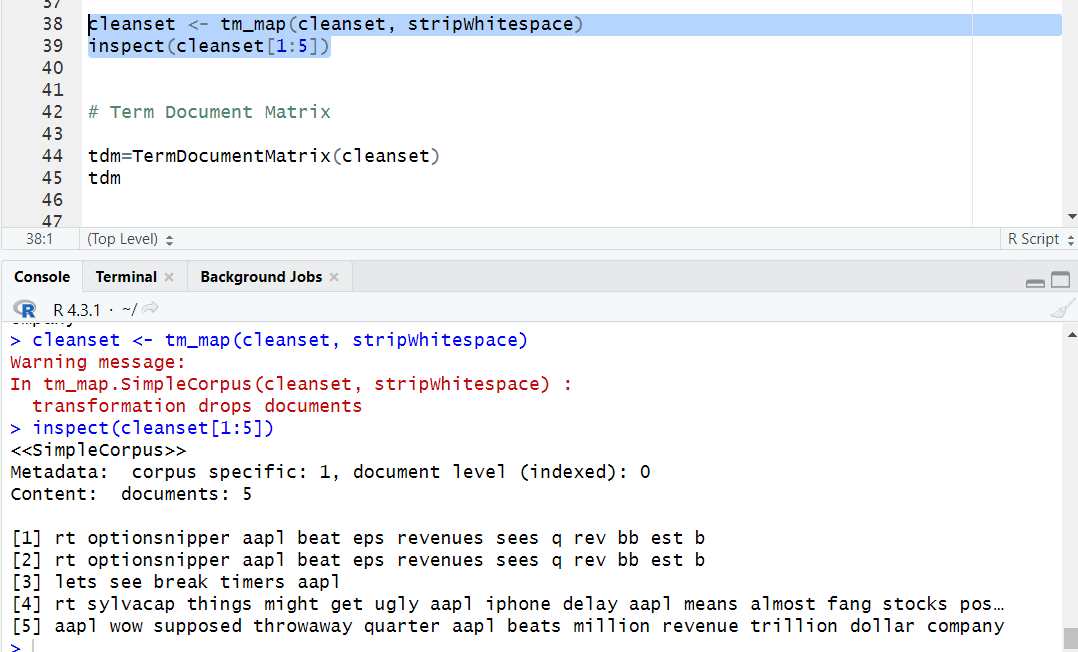 37
38 cleanset <- tm_map(cleanset, stripWhitespace)
39 inspect(cleanset[1:5])
40
41
42 # Term Document Matrix
43
44 tdm=TermDocumentMatrix(cleanset)
45 tdm
46
47
38:1 (Top Level) R Script
Console Terminal Background Jobs
R R 4.3.1 · ~/
> cleanset <- tm_map(cleanset, stripWhitespace)
Warning message:
In tm_map.SimpleCorpus(cleanset, stripWhitespace) :
  transformation drops documents
> inspect(cleanset[1:5])
<<SimpleCorpus>>
Metadata:  corpus specific: 1, document level (indexed): 0
Content:  documents: 5
[1] rt optionsnipper aapl beat eps revenues sees q rev bb est b
[2] rt optionsnipper aapl beat eps revenues sees q rev bb est b
[3] lets see break timers aapl
[4] rt sylvacap things might get ugly aapl iphone delay aapl means almost fang stocks pos…
[5] aapl wow supposed throwaway quarter aapl beats million revenue trillion dollar company
>